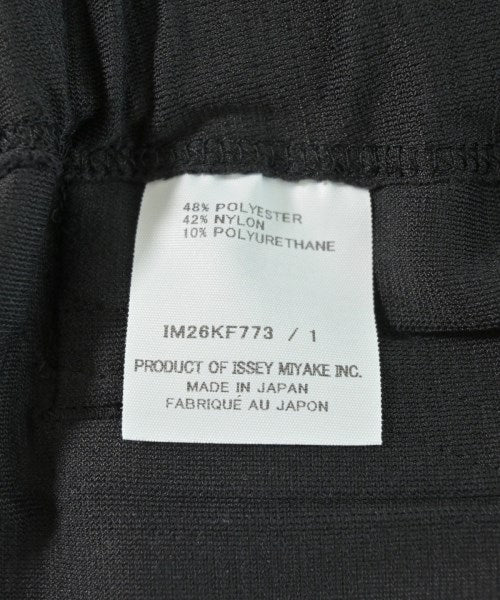 48% POLYESTER
42% NYLON
10% POLYURETHANE
IM26KF773 / 1
PRODUCT OF ISSEY MIYAKE INC.
MADE IN JAPAN
FABRIQUÉ AU JAPON